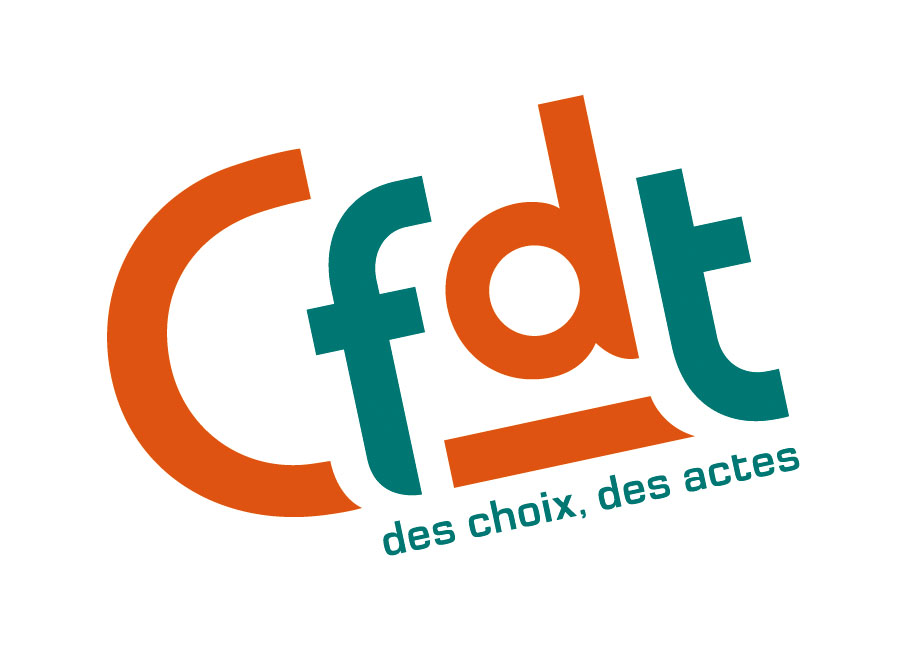 Cfdt
des choix, des actes